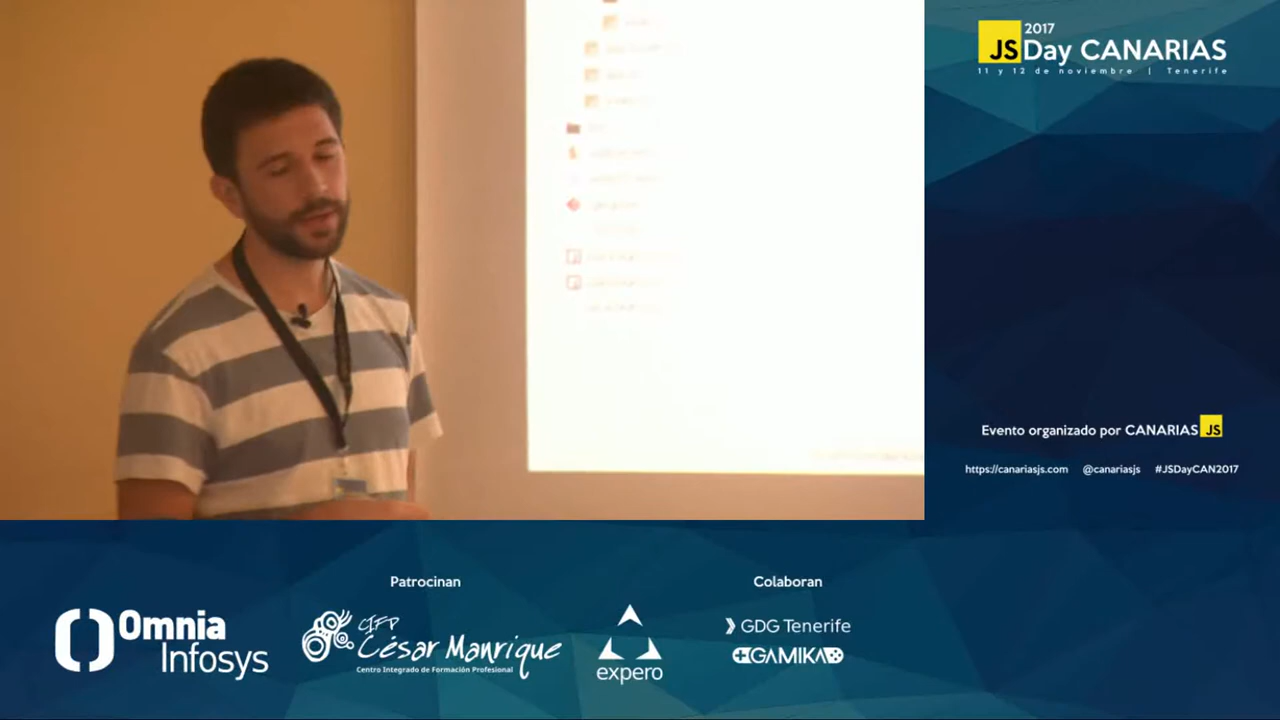 2017
JS Day CANARIAS
11 y 12 de noviembre | Tenerife
Evento organizado por CANARIAS JS
https://canariasjs.com @canariasjs #JSDayCAN2017
Patrocinan
Colaboran
Omnia
Infosys
CIFP
César Manrique
Centro Integrado de Formación Profesional
expero
GDG Tenerife
GAMIKA